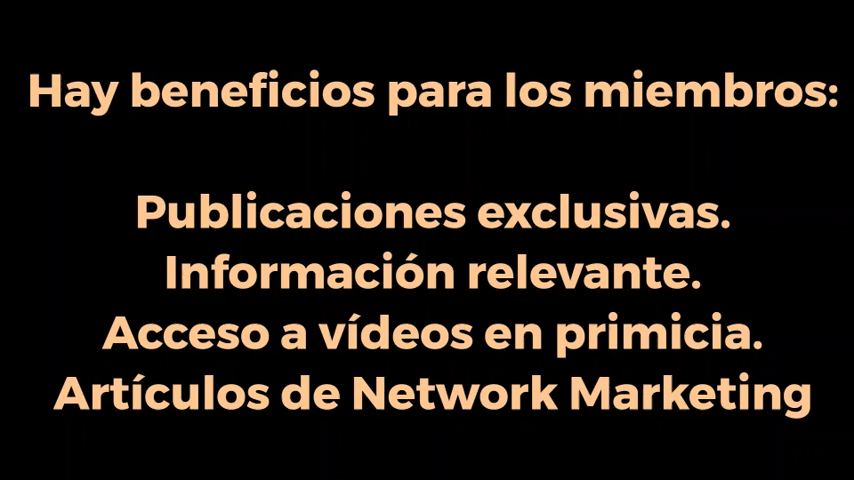 Hay beneficios para los miembros:
Publicaciones exclusivas.
Información relevante.
Acceso a vídeos en primicia.
Artículos de Network Marketing